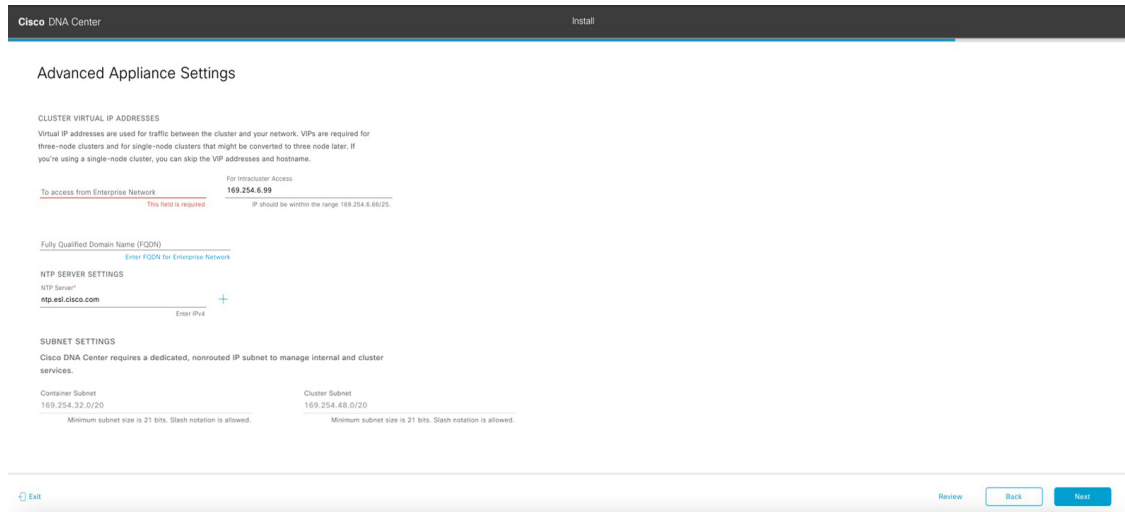 Cisco DNA Center
Install
Advanced Appliance Settings
CLUSTER VIRTUAL IP ADDRESSES
Virtual IP addresses are used for traffic between the cluster and your network. VIPs are required for
three-node clusters and for single-node clusters that might be converted to three node later. If
you're using a single-node cluster, you can skip the VIP addresses and hostname.
To access from Enterprise Network
This field is required
For Intracluster Access
169.254.6.99
IP should be winthin the range 169.254.6.66/25.
Fully Qualified Domain Name (FQDN)
Enter FQDN for Enterprise Network
NTP SERVER SETTINGS
NTP Server*
ntp.esl.cisco.com
Enter IPv4
SUBNET SETTINGS
Cisco DNA Center requires a dedicated, nonrouted IP subnet to manage internal and cluster
services.
Container Subnet
169.254.32.0/20
Minimum subnet size is 21 bits. Slash notation is allowed.
Cluster Subnet
169.254.48.0/20
Minimum subnet size is 21 bits. Slash notation is allowed.
Exit
Review
Back
Next